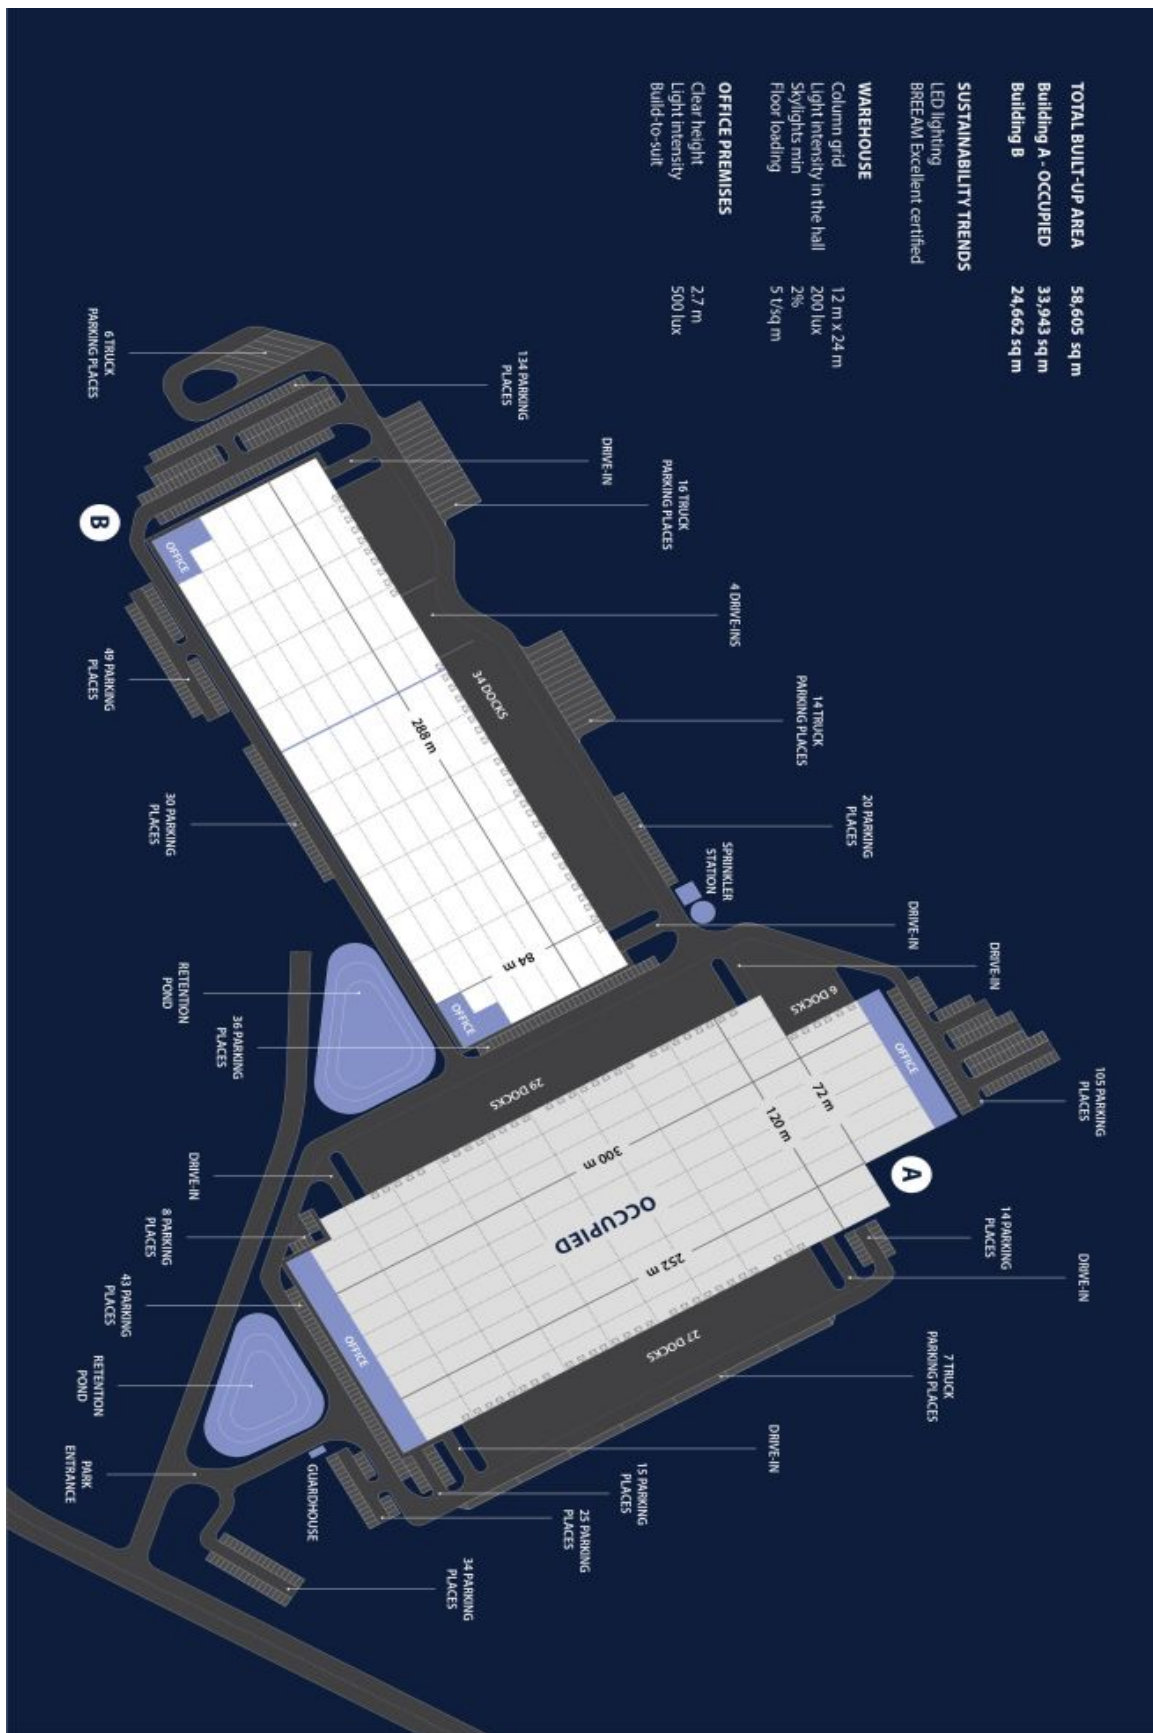 TOTAL BUILT-UP AREA 58,605 sq m
Building A - OCCUPIED 33,943 sq m
Building B 24,662 sq m
SUSTAINABILITY TRENDS
LED lighting
BREEAM Excellent certified
WAREHOUSE
Column grid 12 m x 24 m
Light intensity in the hall 200 lux
Skylights min 2%
Floor loading 5 t/sq m
OFFICE PREMISES
Clear height 2.7 m
Light intensity 500 lux
Build-to-suit
105 PARKING
PLACES
14 PARKING
PLACES
DRIVE-IN
DRIVE-IN
7 TRUCK
PARKING PLACES
DRIVE-IN
20 PARKING
PLACES
14 TRUCK
PARKING PLACES
SPRINKLER
STATION
4 DRIVE-INS
16 TRUCK
PARKING PLACES
DRIVE-IN
134 PARKING
PLACES
6 TRUCK
PARKING PLACES
A
OFFICE
6 DOCKS
72 m
120 m
300 m
252 m
OCCUPIED
29 DOCKS
27 DOCKS
OFFICE
DRIVE-IN
15 PARKING
PLACES
25 PARKING
PLACES
34 PARKING
PLACES
34 DOCKS
288 m
84 m
OFFICE
OFFICE
B
49 PARKING
PLACES
30 PARKING
PLACES
RETENTION
POND
36 PARKING
PLACES
DRIVE-IN
8 PARKING
PLACES
43 PARKING
PLACES
RETENTION
POND
PARK
ENTRANCE
GUARDHOUSE